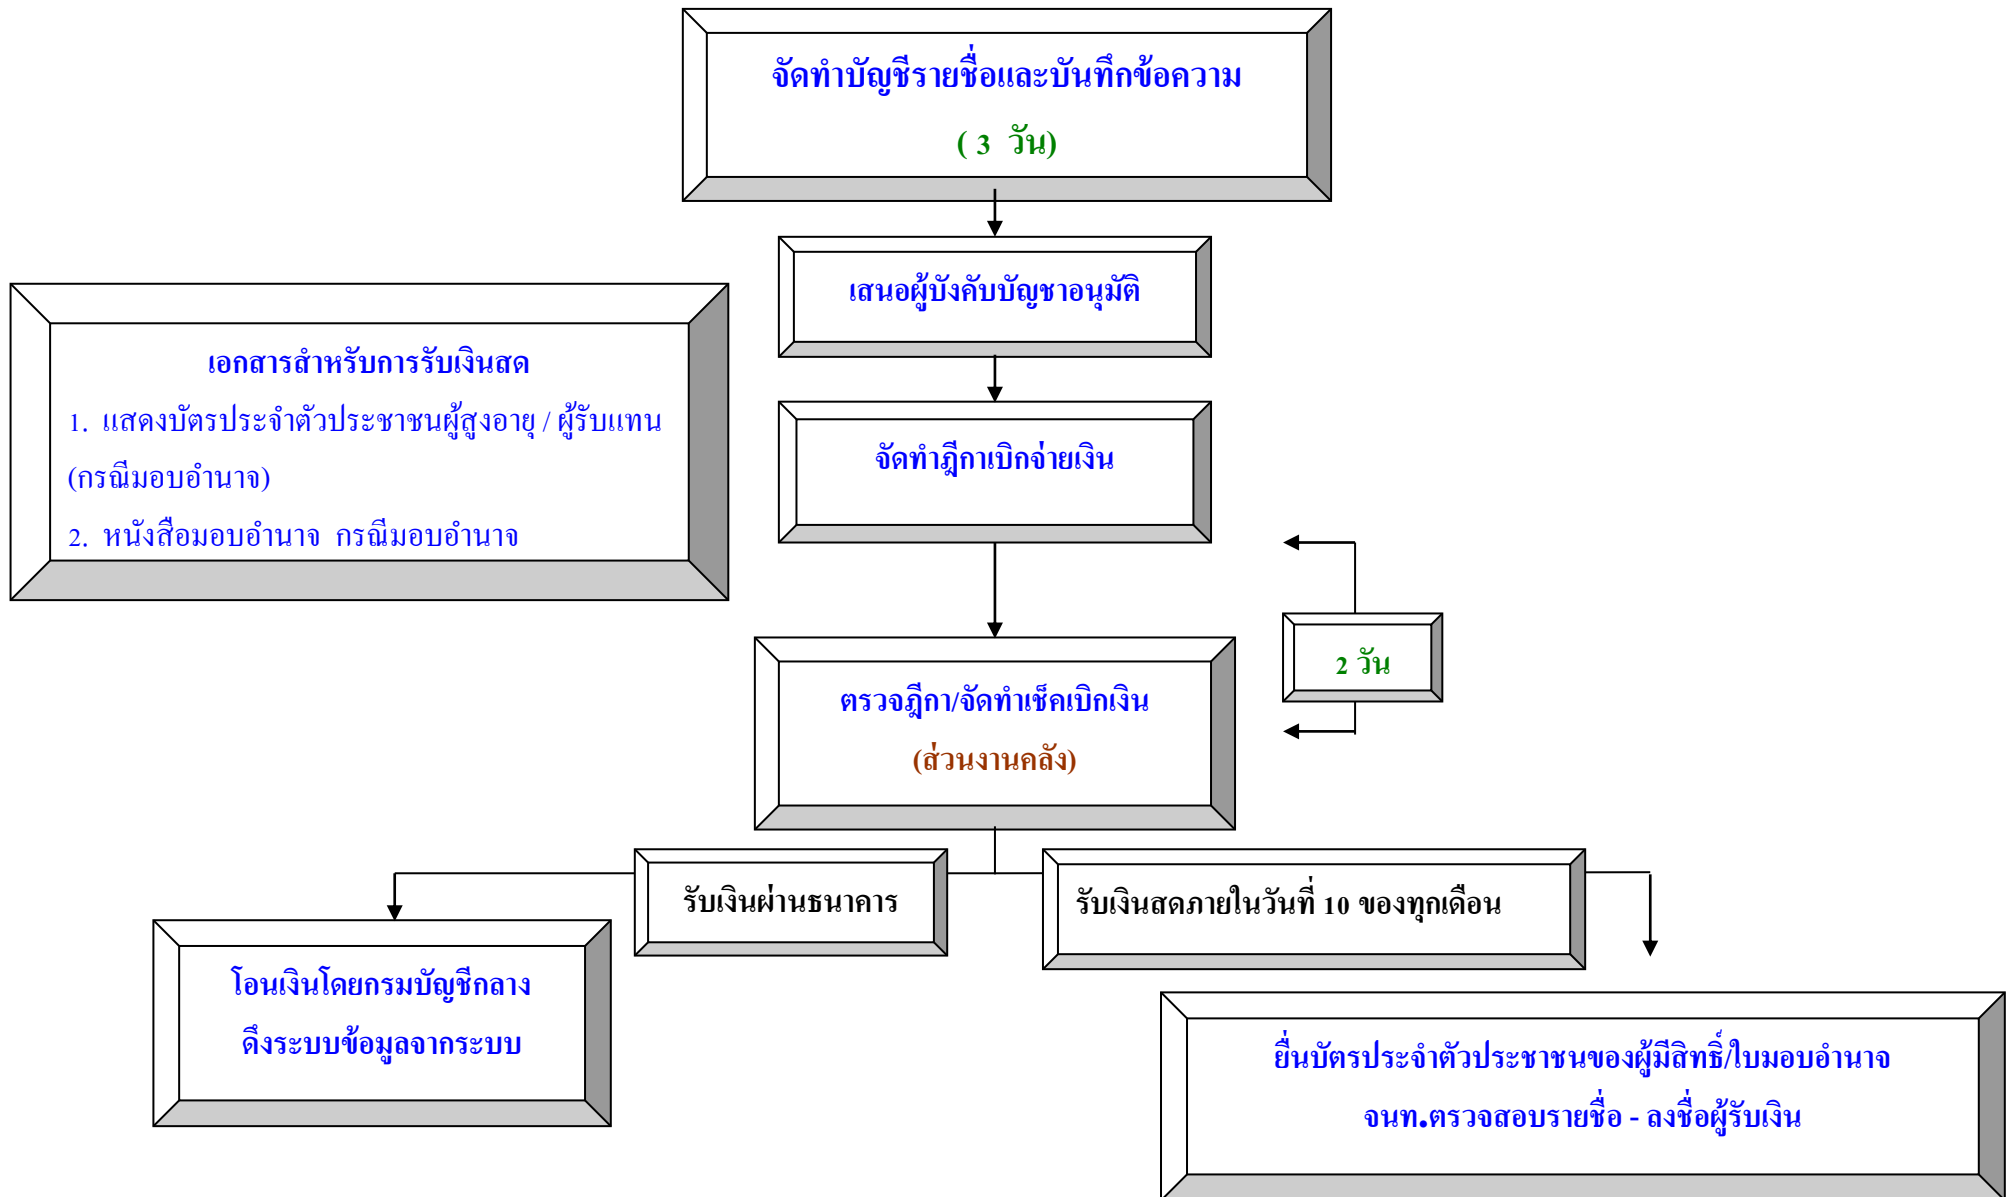 จัดทำบัญชีรายชื่อและบันทึกข้อความ
( 3 วัน)
เสนอผู้บังคับบัญชาอนุมัติ
เอกสารสำหรับการรับเงินสด
1. แสดงบัตรประจำตัวประชาชนผู้สูงอายุ / ผู้รับแทน
(กรณีมอบอำนาจ)
2. หนังสือมอบอำนาจ กรณีมอบอำนาจ
จัดทำฎีกาเบิกจ่ายเงิน
2 วัน
ตรวจฎีกา/จัดทำเช็คเบิกเงิน
(ส่วนงานคลัง)
รับเงินผ่านธนาคาร
รับเงินสดภายในวันที่ 10 ของทุกเดือน
โอนเงินโดยกรมบัญชีกลาง
ดึงระบบข้อมูลจากระบบ
ยื่นบัตรประจำตัวประชาชนของผู้มีสิทธิ์/ใบมอบอำนาจ
จนท.ตรวจสอบรายชื่อ - ลงชื่อผู้รับเงิน